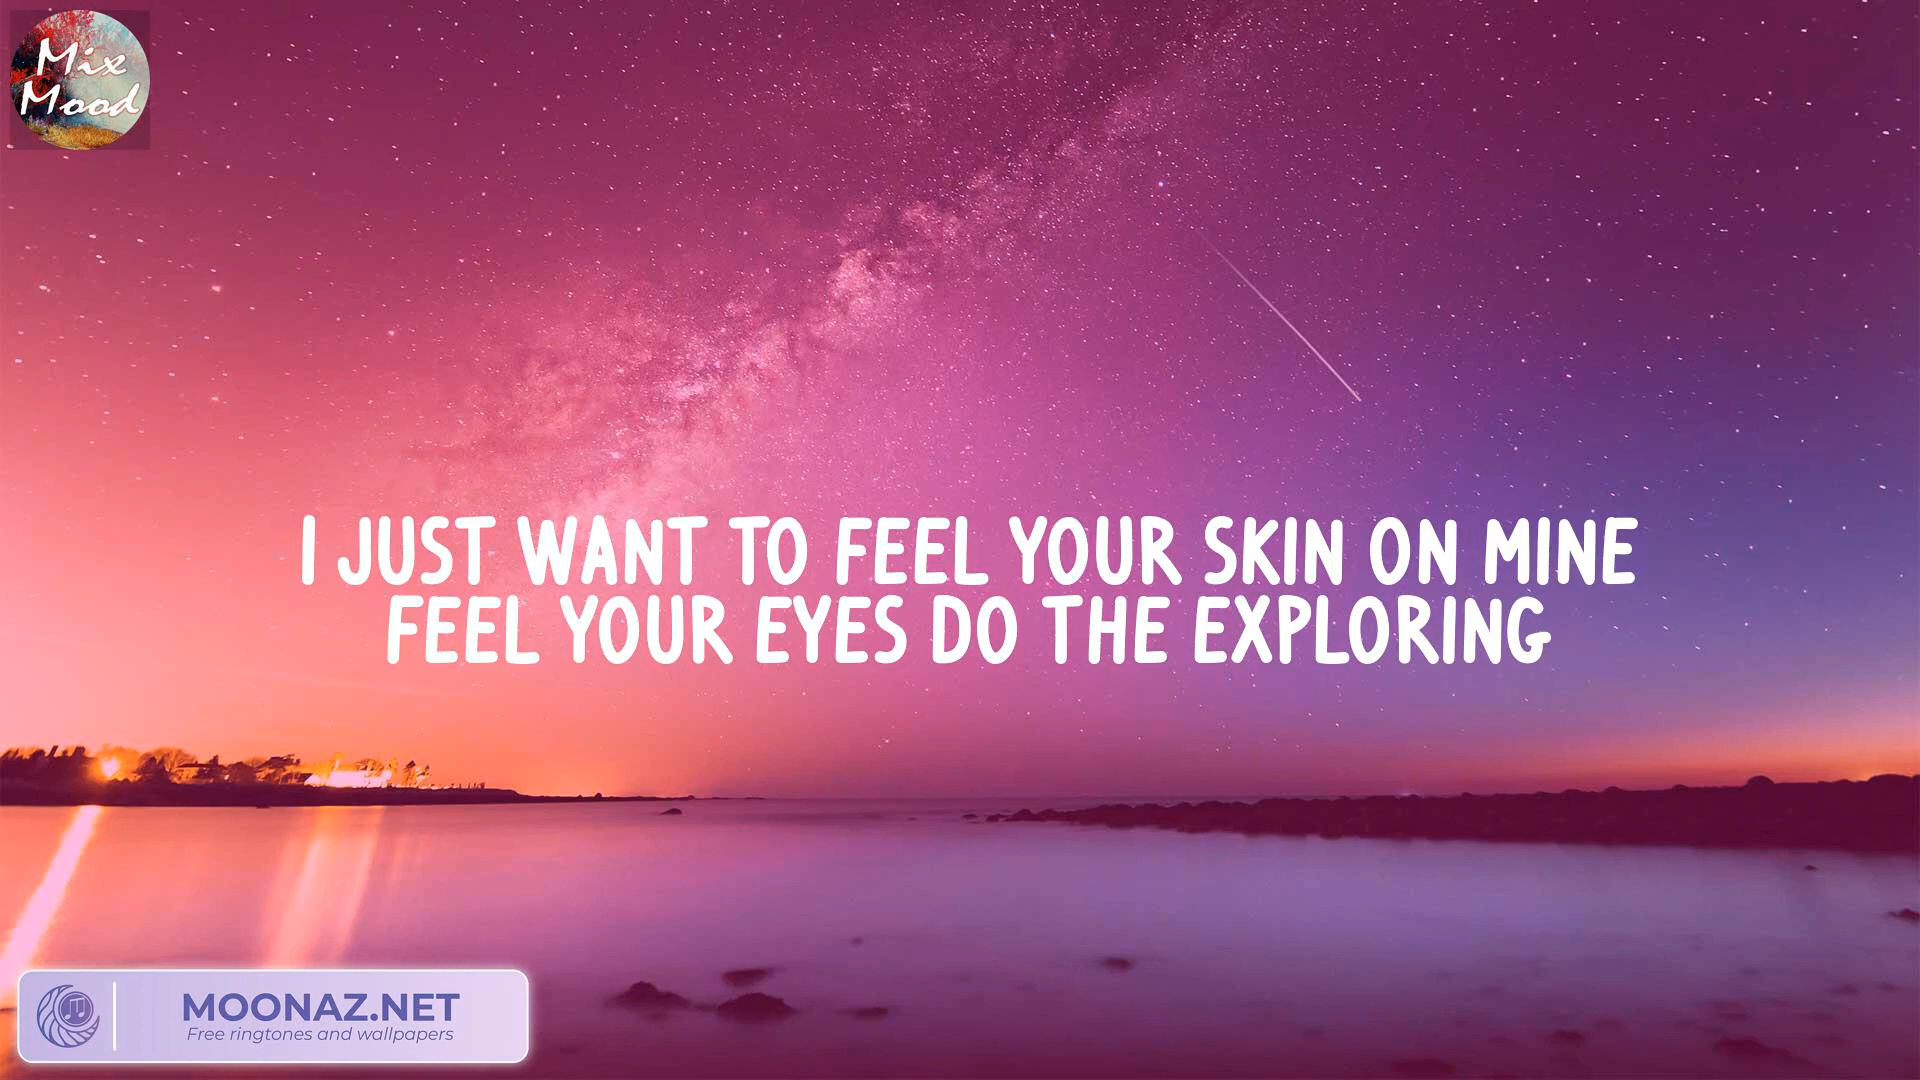 Mix
Mood
I JUST WANT TO FEEL YOUR SKIN ON MINE
FEEL YOUR EYES DO THE EXPLORING
MOONAZ.NET
Free ringtones and wallpapers